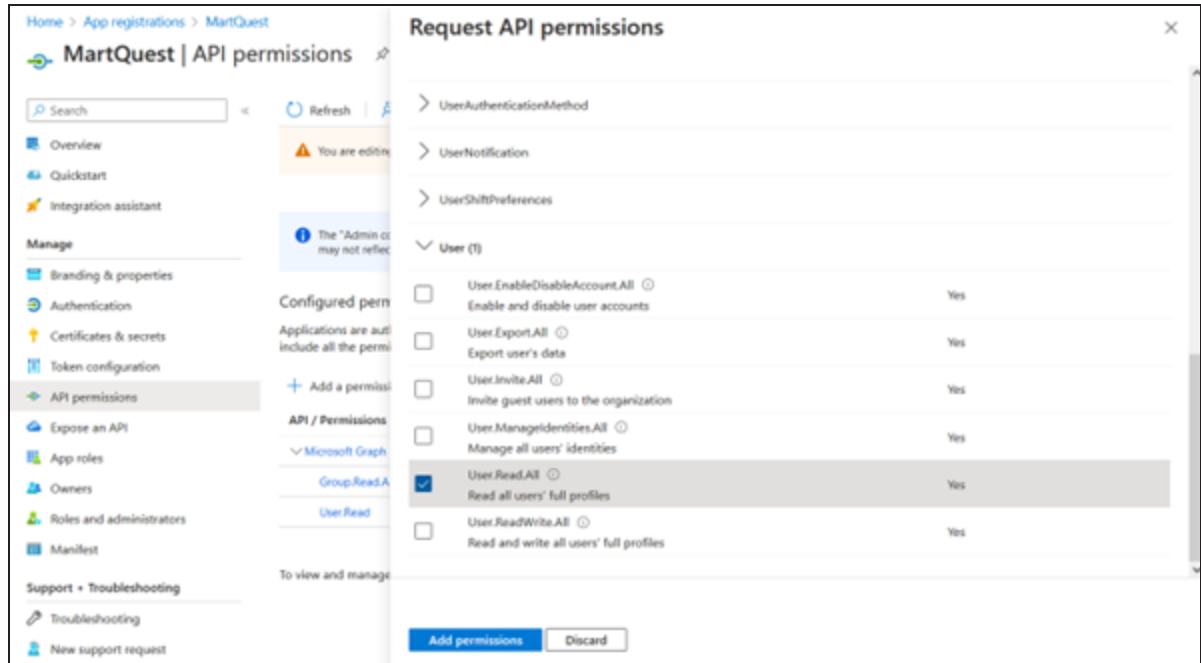 Home > App registrations > MartQuest
MartQuest | API permissions
Search
Overview
Quickstart
Integration assistant
Manage
Branding & properties
Authentication
Certificates & secrets
Token configuration
API permissions
Expose an API
App roles
Owners
Roles and administrators
Manifest
Support + Troubleshooting
Troubleshooting
New support request
Refresh
You are editing
The "Admin co
may not reflec
Configured perm
Applications are aut
include all the permi
Add a permissi
API / Permissions
Microsoft Graph
Group.Read.A
User.Read
To view and manage
Request API permissions
UserAuthenticationMethod
UserNotification
UserShiftPreferences
User (1)
User.EnableDisableAccount.All
Enable and disable user accounts
Yes
User.Export.All
Export user's data
Yes
User.Invite.All
Invite guest users to the organization
Yes
User.ManageIdentities.All
Manage all users' identities
Yes
User.Read.All
Read all users' full profiles
Yes
User.ReadWrite.All
Read and write all users' full profiles
Yes
Add permissions
Discard